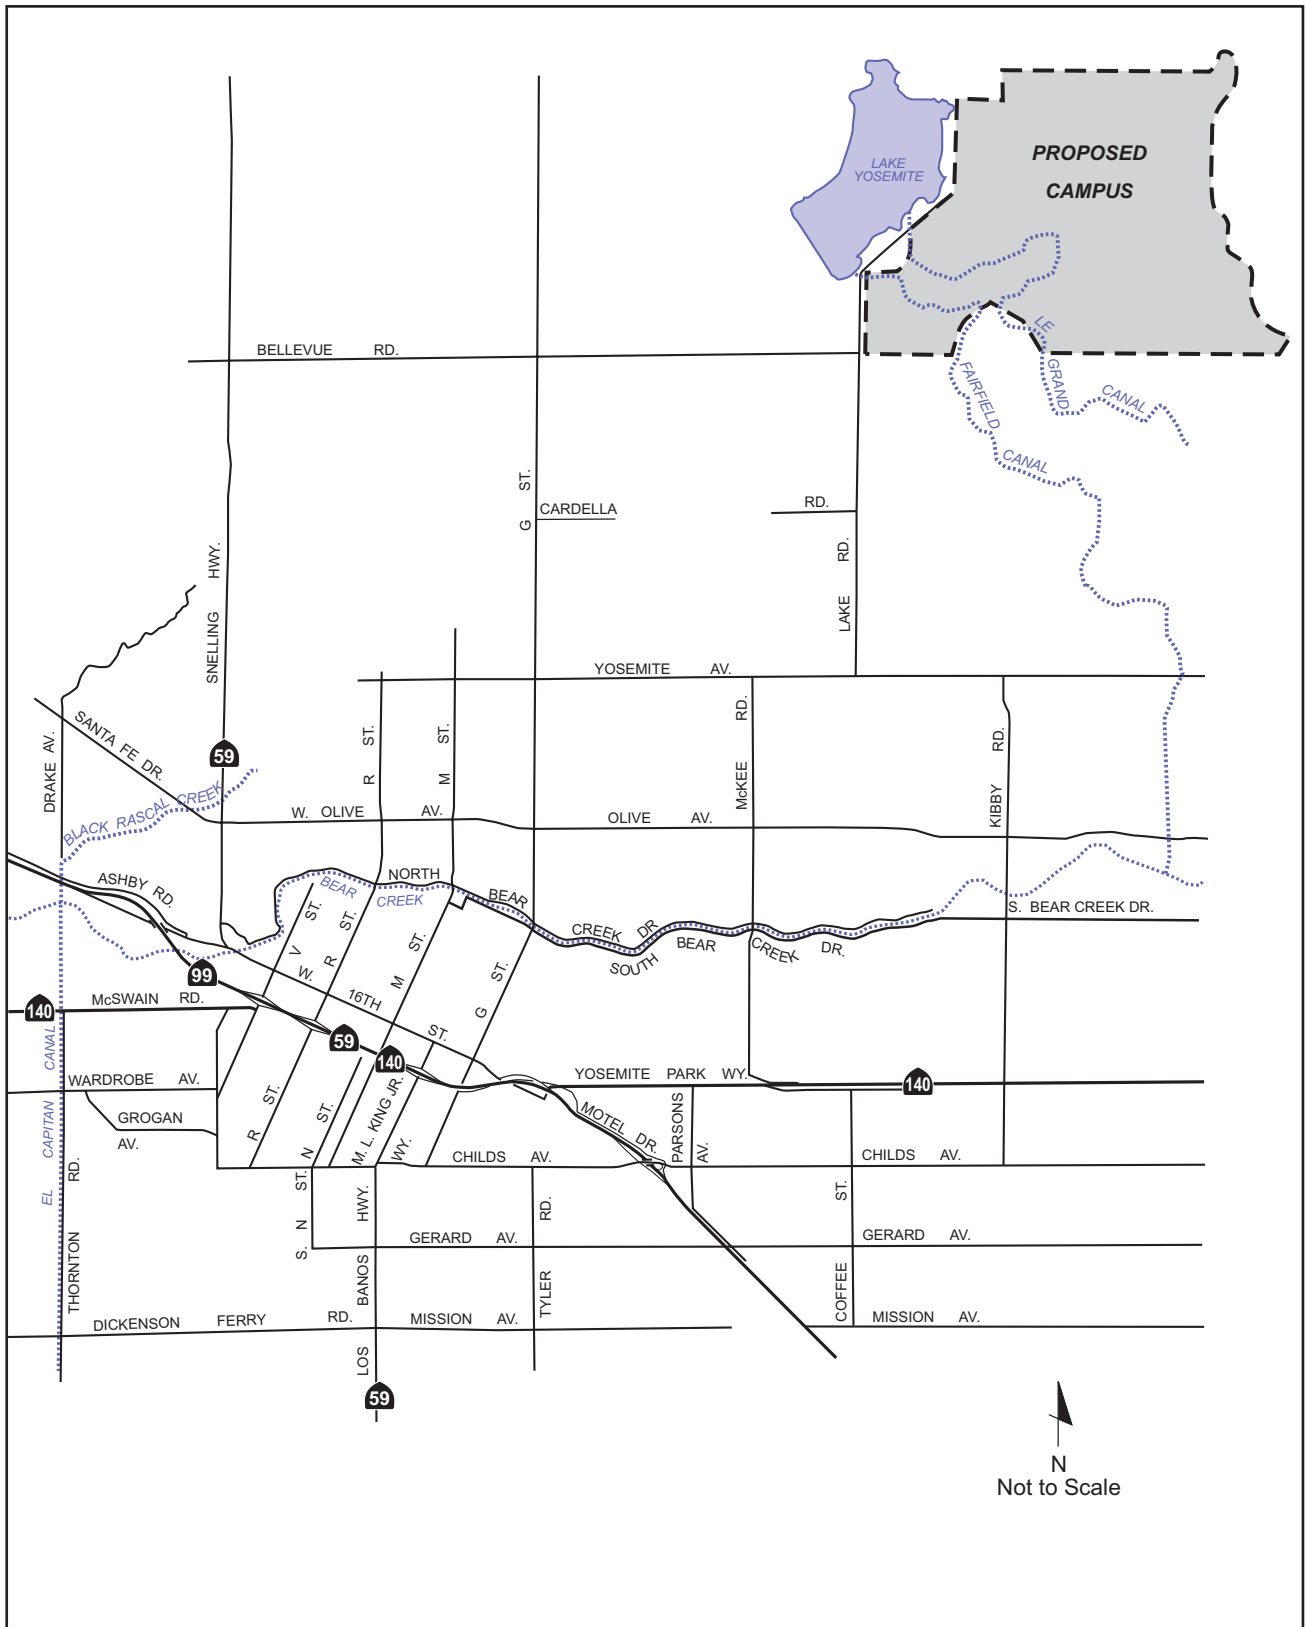 PROPOSED
CAMPUS
LAKE
YOSEMITE
BELLEVUE RD.
LE
GRAND
CANAL
FAIRFIELD
CANAL
G ST.
CARDELLA
RD.
SNELLING HWY.
LAKE RD.
YOSEMITE AV.
SANTA FE DR.
DRAKE AV.
59
R ST.
M ST.
McKEE RD.
KIBBY RD.
BLACK RASCAL CREEK
W. OLIVE AV.
OLIVE AV.
ASHBY RD.
NORTH
BEAR
CREEK
BEAR
CREEK
DR.
S. BEAR CREEK DR.
SOUTH
BEAR
CREEK
DR.
V ST.
R ST.
M ST.
G ST.
W.
16TH
ST.
99
McSWAIN RD.
140
59
140
EL CAPITAN CANAL
WARDROBE AV.
YOSEMITE PARK WY.
140
GROGAN
AV.
R ST.
N ST.
M. L. KING JR.
WY.
MOTEL DR.
PARSONS
AV.
CHILDS AV.
CHILDS AV.
THORNTON RD.
S. N ST.
LOS BANOS HWY.
TYLER RD.
COFFEE ST.
GERARD AV.
GERARD AV.
DICKENSON FERRY RD.
MISSION AV.
MISSION AV.
59
N
Not to Scale